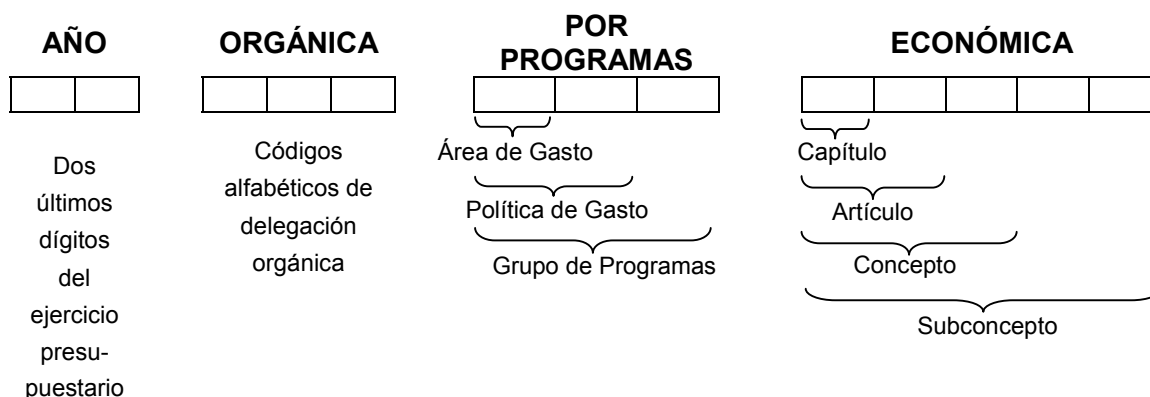 AÑO
Dos
últimos
dígitos
del
ejercicio
presu-
puestario
ORGÁNICA
Códigos
alfabéticos de
delegación
orgánica
POR
PROGRAMAS
Área de Gasto
Política de Gasto
Grupo de Programas
ECONÓMICA
Capítulo
Artículo
Concepto
Subconcepto